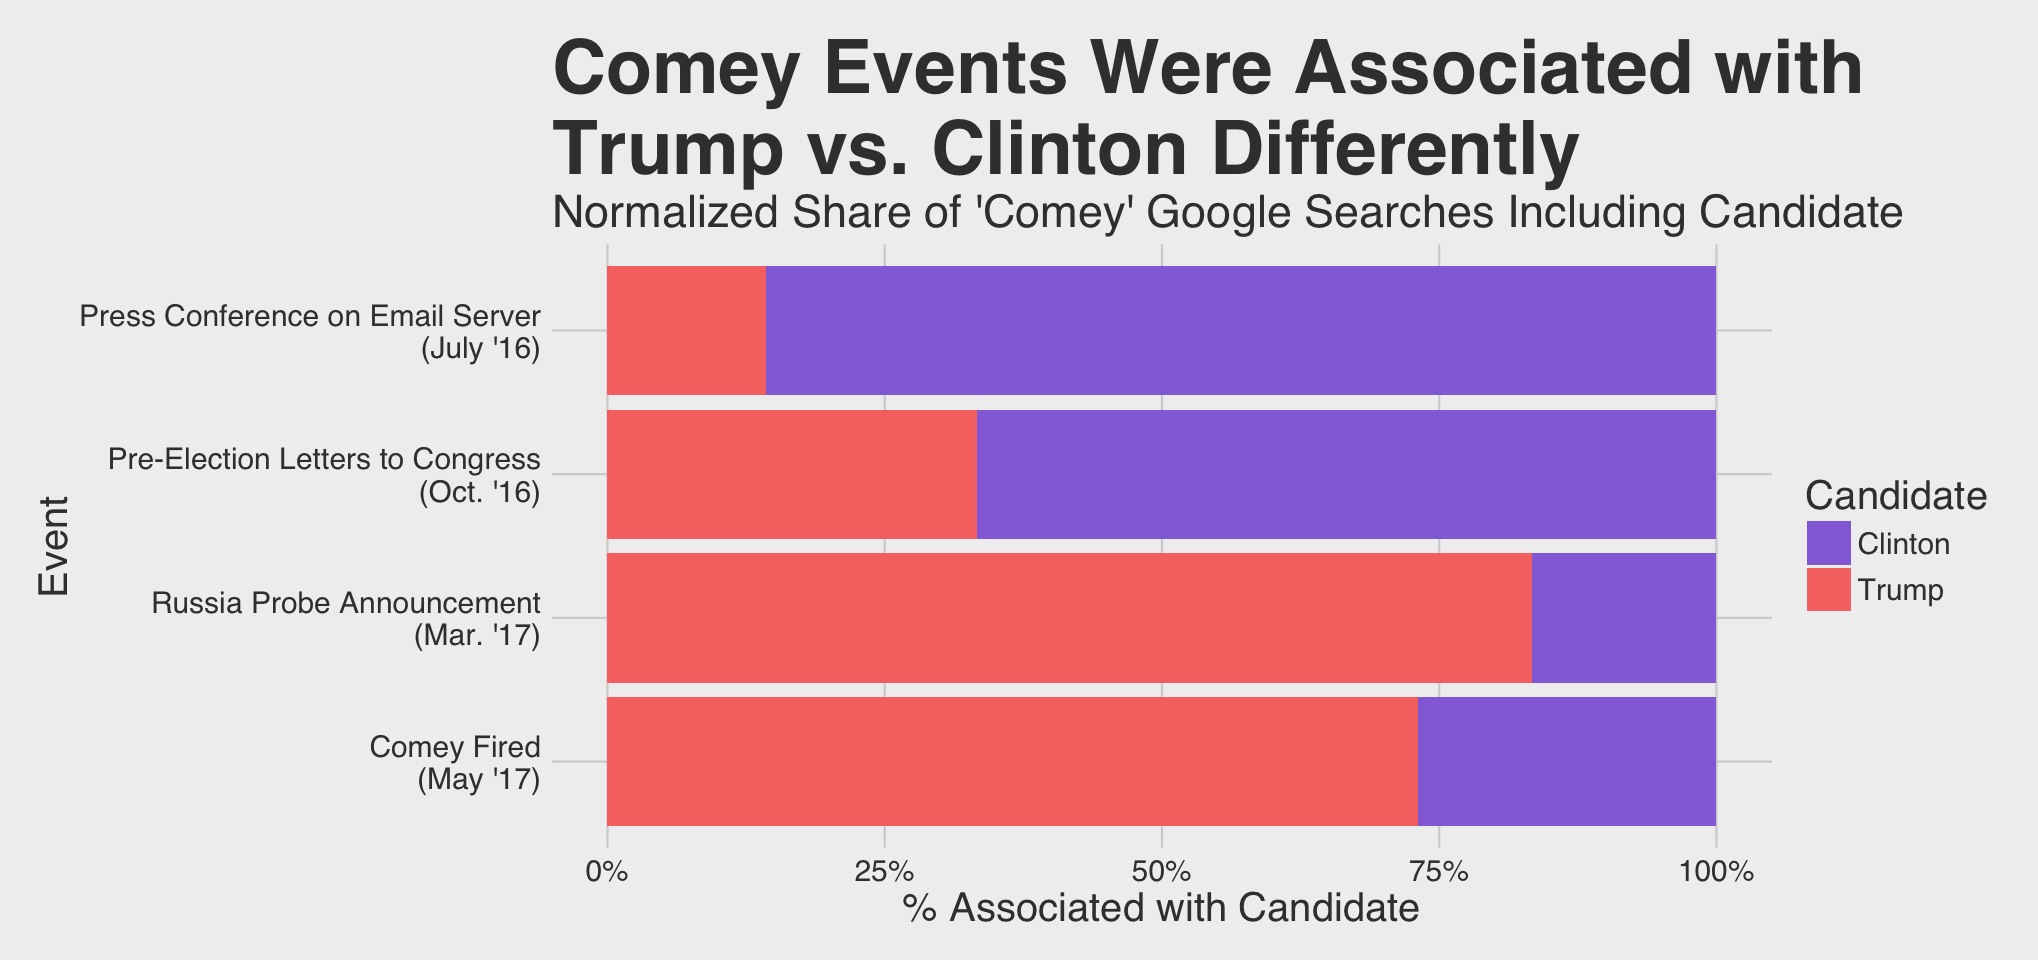 Comey Events Were Associated with
Trump vs. Clinton Differently
Normalized Share of 'Comey' Google Searches Including Candidate
Press Conference on Email Server
(July '16)
Pre-Election Letters to Congress
(Oct. '16)
Russia Probe Announcement
(Mar. '17)
Comey Fired
(May '17)
Event
0% 25% 50% 75% 100%
% Associated with Candidate
Candidate
Clinton
Trump